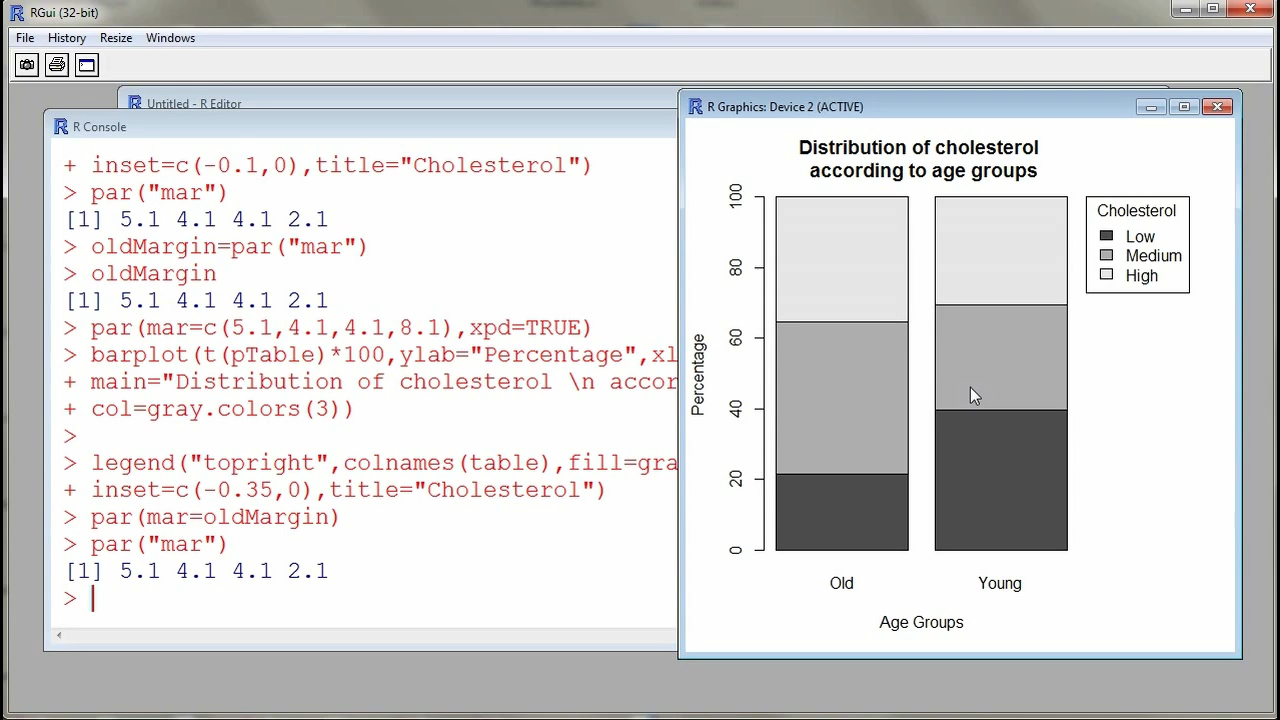 RGui (32-bit)
File History Resize Windows
Untitled - R Editor
R Console
+ inset=c(-0.1,0),title="Cholesterol")
> par("mar")
[1] 5.1 4.1 4.1 2.1
> oldMargin=par("mar")
> oldMargin
[1] 5.1 4.1 4.1 2.1
> par(mar=c(5.1,4.1,4.1,8.1),xpd=TRUE)
> barplot(t(pTable)*100,ylab="Percentage",xl
+ main="Distribution of cholesterol \n accor
+ col=gray.colors(3))
>
> legend("topright",colnames(table),fill=gra
+ inset=c(-0.35,0),title="Cholesterol")
> par(mar=oldMargin)
> par("mar")
[1] 5.1 4.1 4.1 2.1
>
R Graphics: Device 2 (ACTIVE)
Distribution of cholesterol
according to age groups
Percentage
100
80
60
40
20
0
Old Young
Age Groups
Cholesterol
Low
Medium
High